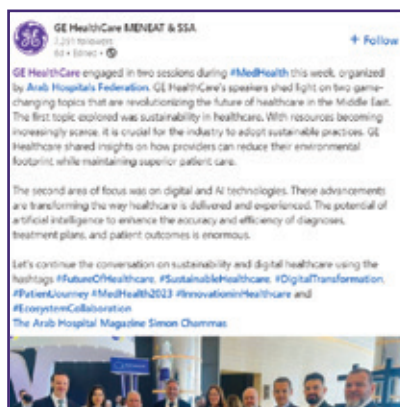 GE HealthCare MENEAT & SSA
7,251 followers
6d • Edited •
+ Follow
GE HealthCare engaged in two sessions during #MedHealth this week, organized
by Arab Hospitals Federation. GE HealthCare's speakers shed light on two game-
changing topics that are revolutionizing the future of healthcare in the Middle East.
The first topic explored was sustainability in healthcare. With resources becoming
increasingly scarce, it is crucial for the industry to adopt sustainable practices. GE
Healthcare shared insights on how providers can reduce their environmental
footprint while maintaining superior patient care.
The second area of focus was on digital and AI technologies. These advancements
are transforming the way healthcare is delivered and experienced. The potential of
artificial intelligence to enhance the accuracy and efficiency of diagnoses,
treatment plans, and patient outcomes is enormous.
Let's continue the conversation on sustainability and digital healthcare using the
hashtags #FutureOfHealthcare, #SustainableHealthcare, #DigitalTransformation,
#PatientJourney #MedHealth2023 #InnovationinHealthcare and
#EcosystemCollaboration
The Arab Hospital Magazine Simon Chammas